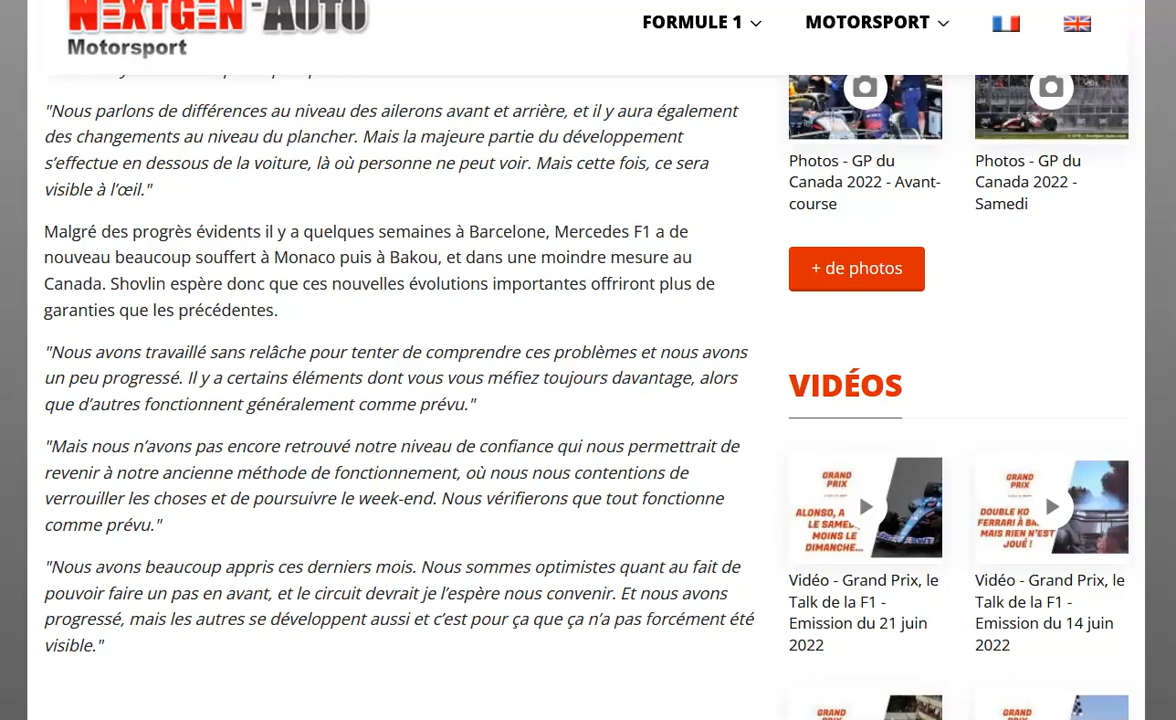 NEXTGEN-AUTO
Motorsport
FORMULE 1
MOTORSPORT
"Nous parlons de différences au niveau des ailerons avant et arrière, et il y aura également
des changements au niveau du plancher. Mais la majeure partie du développement
s’effectue en dessous de la voiture, là où personne ne peut voir. Mais cette fois, ce sera
visible à l’œil."
Malgré des progrès évidents il y a quelques semaines à Barcelone, Mercedes F1 a de
nouveau beaucoup souffert à Monaco puis à Bakou, et dans une moindre mesure au
Canada. Shovlin espère donc que ces nouvelles évolutions importantes offriront plus de
garanties que les précédentes.
"Nous avons travaillé sans relâche pour tenter de comprendre ces problèmes et nous avons
un peu progressé. Il y a certains éléments dont vous vous méfiez toujours davantage, alors
que d’autres fonctionnent généralement comme prévu."
"Mais nous n’avons pas encore retrouvé notre niveau de confiance qui nous permettrait de
revenir à notre ancienne méthode de fonctionnement, où nous nous contentions de
verrouiller les choses et de poursuivre le week-end. Nous vérifierons que tout fonctionne
comme prévu."
"Nous avons beaucoup appris ces derniers mois. Nous sommes optimistes quant au fait de
pouvoir faire un pas en avant, et le circuit devrait je l’espère nous convenir. Et nous avons
progressé, mais les autres se développent aussi et c’est pour ça que ça n’a pas forcément été
visible."
Photos - GP du
Canada 2022 - Avant-
course
Photos - GP du
Canada 2022 -
Samedi
+ de photos
VIDÉOS
GRAND
PRIX
ALONSO, A
LE SAMED
MOINS LE
DIMANCHE...
GRAND
PRIX
DOUBLE KO
FERRARI À BA
MAIS RIEN N'EST
JOUÉ !
Vidéo - Grand Prix, le
Talk de la F1 -
Emission du 21 juin
2022
Vidéo - Grand Prix, le
Talk de la F1 -
Emission du 14 juin
2022
GRAND
GRAND